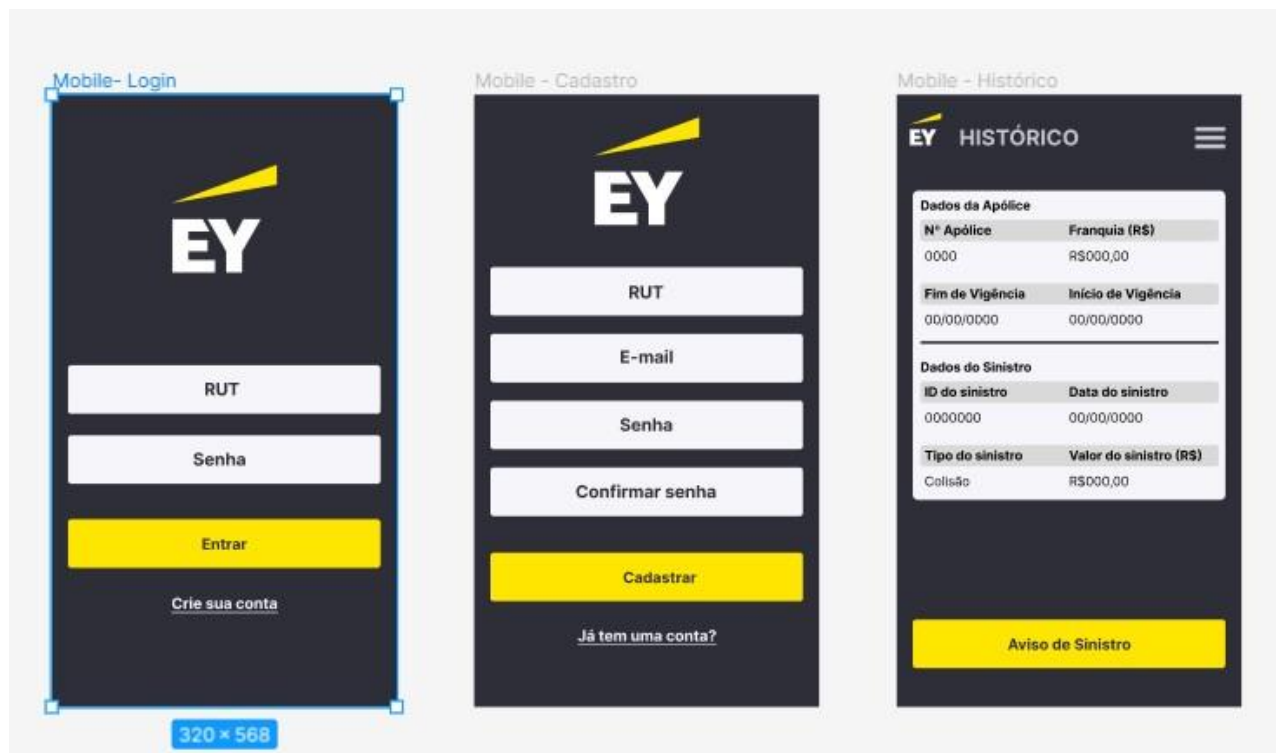 Mobile- Login
EY
RUT
Senha
Entrar
Crie sua conta
320 × 568
Mobile - Cadastro
EY
RUT
E-mail
Senha
Confirmar senha
Cadastrar
Já tem uma conta?
Mobile - Histórico
EY HISTÓRICO
Dados da Apólice
N° Apólice Franquia (R$)
0000 R$000,00
Fim de Vigência Início de Vigência
00/00/0000 00/00/0000
Dados do Sinistro
ID do sinistro Data do sinistro
0000000 00/00/0000
Tipo do sinistro Valor do sinistro (R$)
Colisão R$000,00
Aviso de Sinistro